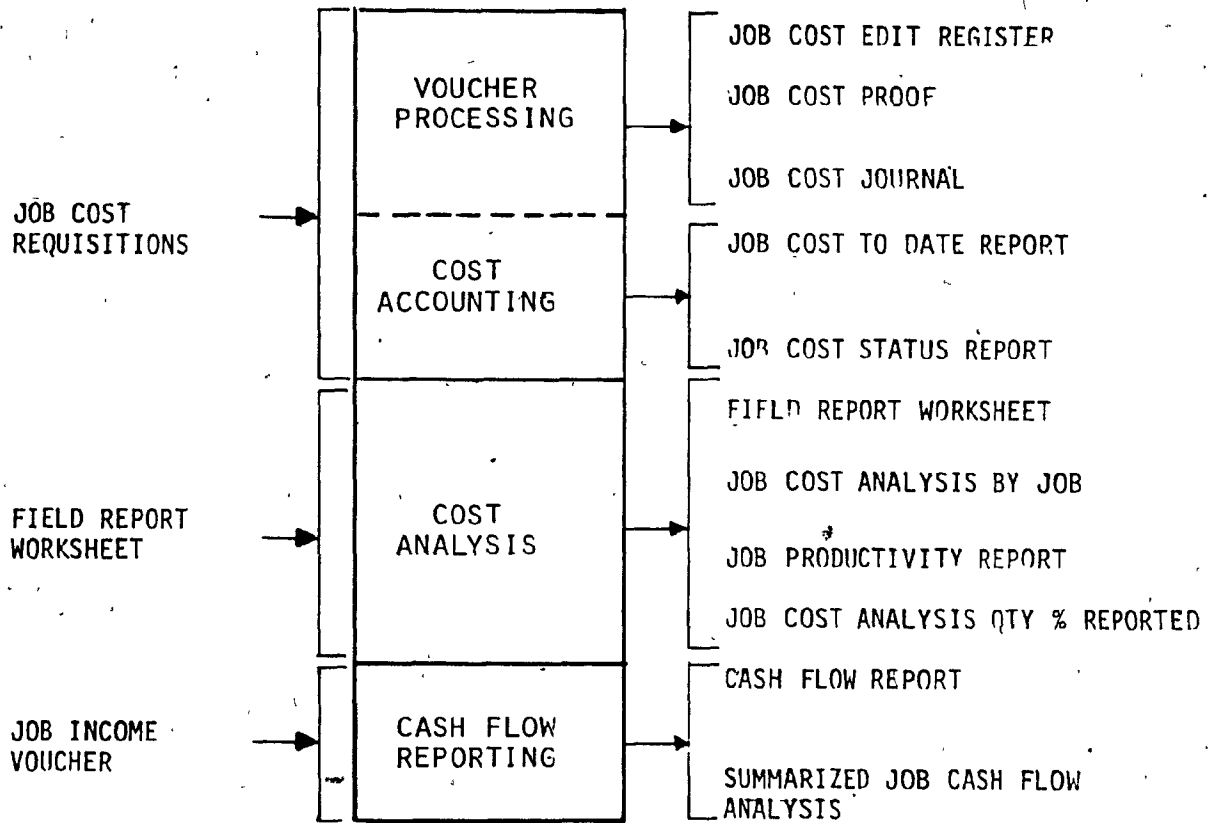 JOB COST
REQUISITIONS
FIELD REPORT
WORKSHEET
JOB INCOME
VOUCHER
VOUCHER
PROCESSING
COST
ACCOUNTING
COST
ANALYSIS
CASH FLOW
REPORTING
JOB COST EDIT REGISTER
JOB COST PROOF
JOB COST JOURNAL
JOB COST TO DATE REPORT
JOB COST STATUS REPORT
FIELD REPORT WORKSHEET
JOB COST ANALYSIS BY JOB
JOB PRODUCTIVITY REPORT
JOB COST ANALYSIS QTY % REPORTED
CASH FLOW REPORT
SUMMARIZED JOB CASH FLOW
ANALYSIS